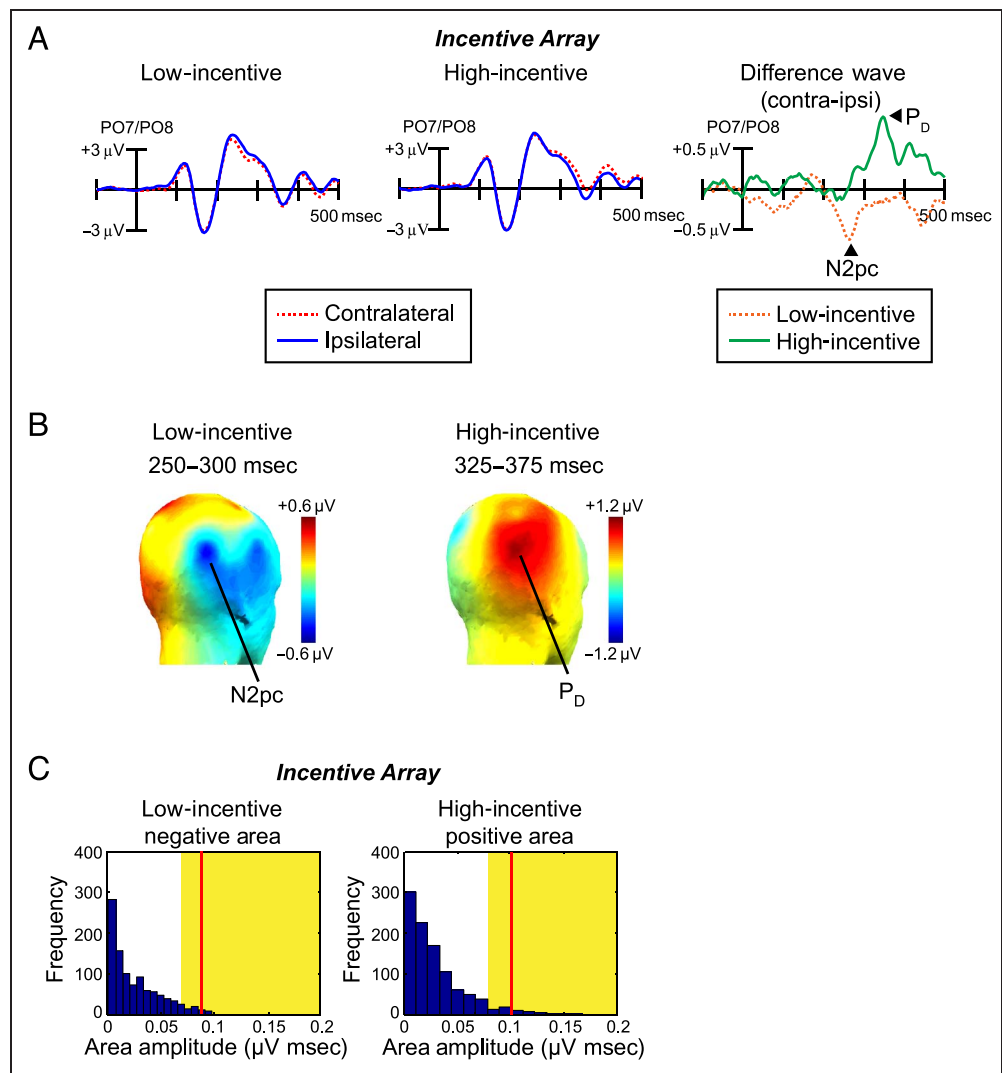 A
Incentive Array
Low-incentive
High-incentive
Difference wave
(contra-ipsi)
PO7/PO8
+3 µV
−3 µV
500 msec
PO7/PO8
+3 µV
−3 µV
500 msec
PO7/PO8
+0.5 µV
−0.5 µV
500 msec
◀ PD
▲
N2pc
Contralateral
Ipsilateral
Low-incentive
High-incentive
B
Low-incentive
250–300 msec
+0.6 µV
−0.6 µV
N2pc
High-incentive
325–375 msec
+1.2 µV
−1.2 µV
PD
C
Incentive Array
Low-incentive
negative area
400
300
200
100
0
Frequency
0 0.05 0.1 0.15 0.2
Area amplitude (µV msec)
High-incentive
positive area
400
300
200
100
0
Frequency
0 0.05 0.1 0.15 0.2
Area amplitude (µV msec)